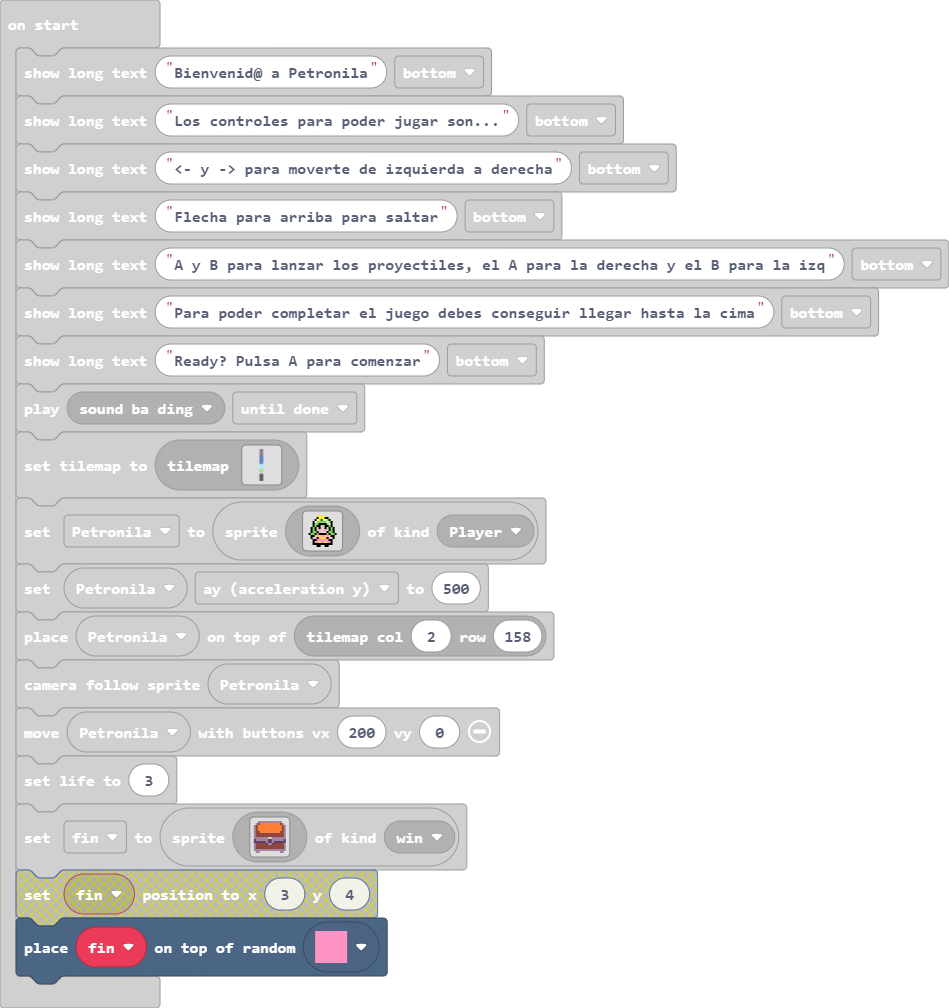 on start
show long text "Bienvenid@ a Petronila" bottom
show long text "Los controles para poder jugar son..." bottom
show long text "<- y -> para moverte de izquierda a derecha" bottom
show long text "Flecha para arriba para saltar" bottom
show long text "A y B para lanzar los proyectiles, el A para la derecha y el B para la izq" bottom
show long text "Para poder completar el juego debes conseguir llegar hasta la cima" bottom
show long text "Ready? Pulsa A para comenzar" bottom
play sound ba ding until done
set tilemap to tilemap
set Petronila to sprite of kind Player
set Petronila ay (acceleration y) to 500
place Petronila on top of tilemap col 2 row 158
camera follow sprite Petronila
move Petronila with buttons vx 200 vy 0
set life to 3
set fin to sprite of kind win
set fin position to x 3 y 4
place fin on top of random